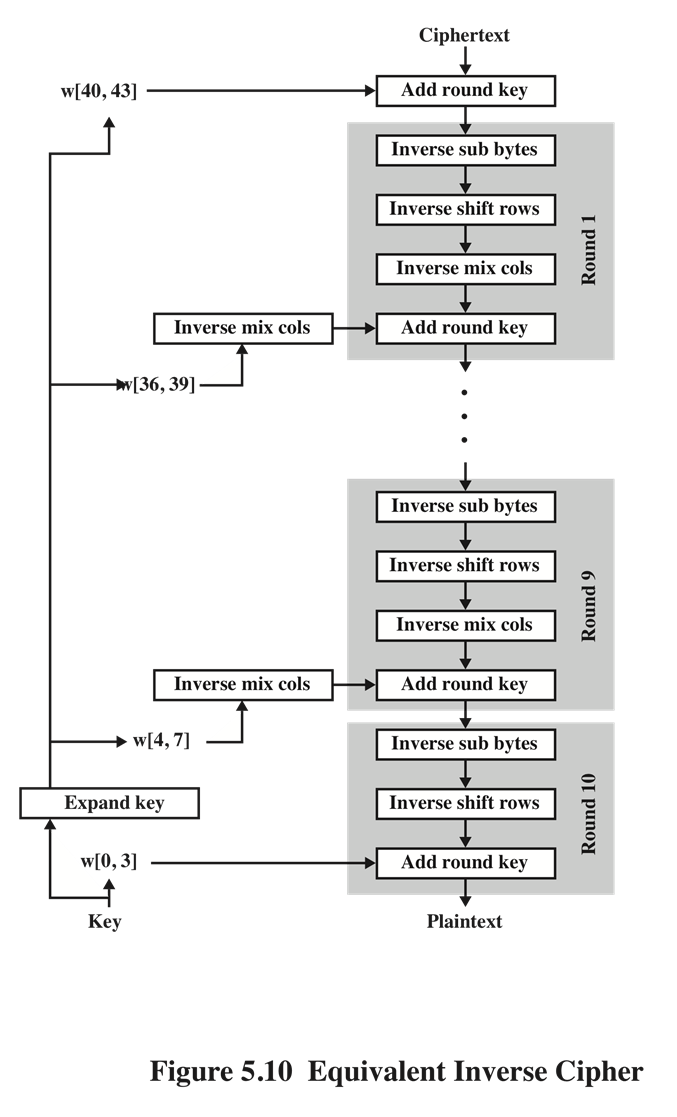 Ciphertext
w[40, 43]
Add round key
Inverse sub bytes
Inverse shift rows
Round 1
Inverse mix cols
Inverse mix cols
Add round key
w[36, 39]
Inverse sub bytes
Inverse shift rows
Round 9
Inverse mix cols
Inverse mix cols
Add round key
w[4, 7]
Inverse sub bytes
Expand key
Inverse shift rows
Round 10
w[0, 3]
Add round key
Key
Plaintext
Figure 5.10 Equivalent Inverse Cipher